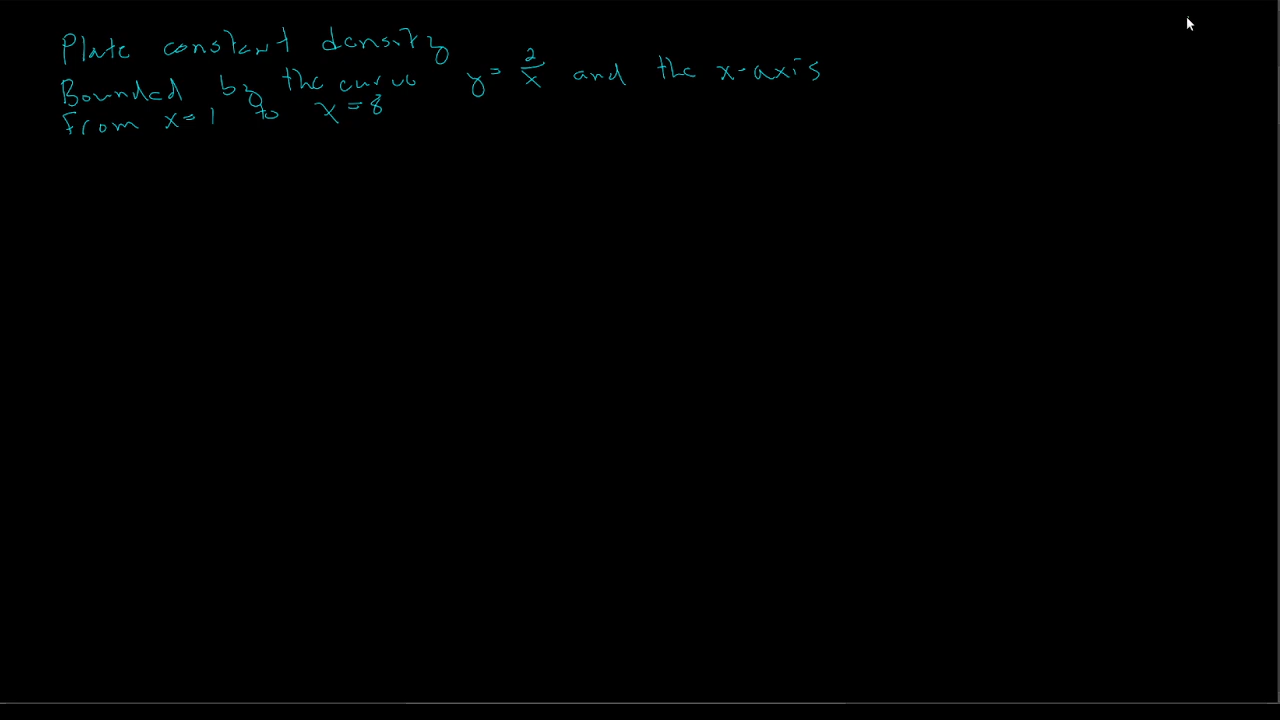 Plate constant density
Bounded by the curve y = 2/x and the x-axis
from x=1 to x=8